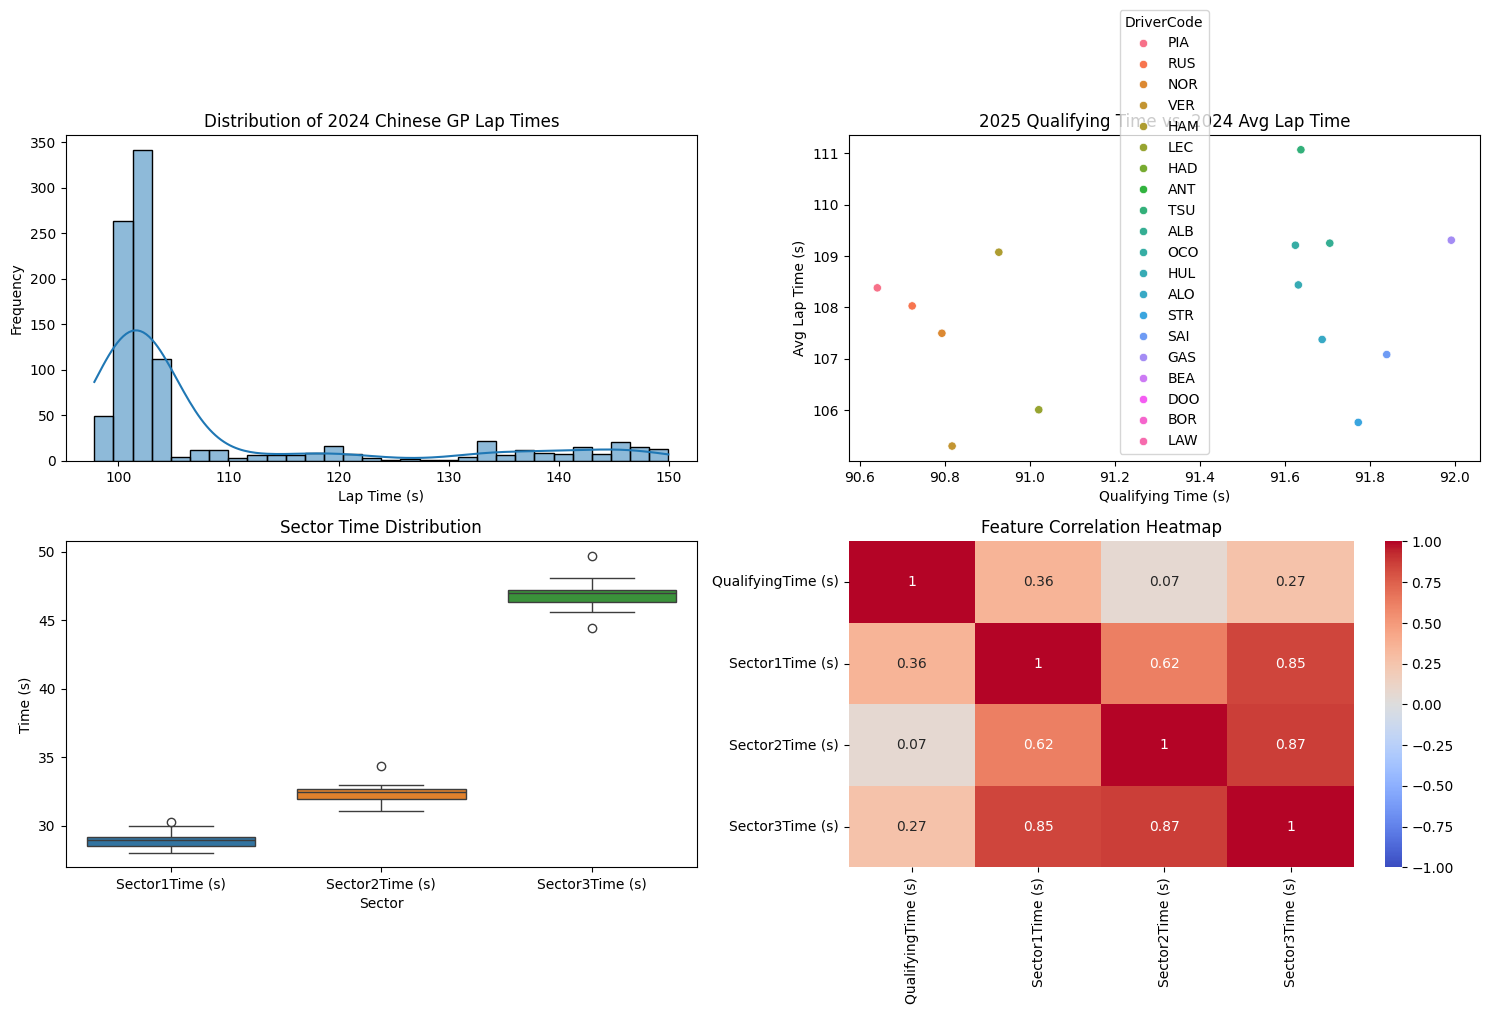 Distribution of 2024 Chinese GP Lap Times
350
300
250
200
150
100
50
0
Frequency
100
110
120
130
140
150
Lap Time (s)
2025 Qualifying Time vs. 2024 Avg Lap Time
DriverCode
PIA
RUS
NOR
VER
HAM
LEC
HAD
ANT
TSU
ALB
OCO
HUL
ALO
STR
SAI
GAS
BEA
DOO
BOR
LAW
111
110
109
108
107
106
Avg Lap Time (s)
90.6
90.8
91.0
91.2
91.4
91.6
91.8
92.0
Qualifying Time (s)
Sector Time Distribution
50
45
40
35
30
Time (s)
Sector1Time (s)
Sector2Time (s)
Sector3Time (s)
Sector
Feature Correlation Heatmap
QualifyingTime (s)
1
0.36
0.07
0.27
Sector1Time (s)
0.36
1
0.62
0.85
Sector2Time (s)
0.07
0.62
1
0.87
Sector3Time (s)
0.27
0.85
0.87
1
QualifyingTime (s)
Sector1Time (s)
Sector2Time (s)
Sector3Time (s)
1.00
0.75
0.50
0.25
0.00
−0.25
−0.50
−0.75
−1.00